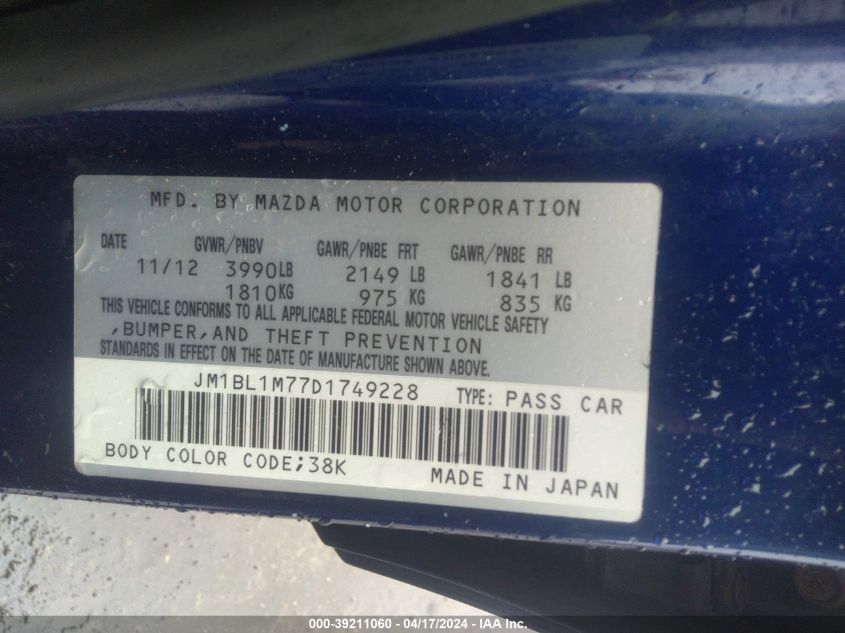 MFD. BY MAZDA MOTOR CORPORATION
DATE GVWR/PNBV GAWR/PNBE FRT GAWR/PNBE RR
11/12 3990LB 2149 LB 1841 LB
1810KG 975 KG 835 KG
THIS VEHICLE CONFORMS TO ALL APPLICABLE FEDERAL MOTOR VEHICLE SAFETY
,BUMPER,AND THEFT PREVENTION
STANDARDS IN EFFECT ON THE DATE OF MANUFACTURE SHOWN ABOVE.
JM1BL1M77D1749228 TYPE: PASS CAR
BODY COLOR CODE;38K MADE IN JAPAN
000-39211060 - 04/17/2024 - IAA Inc.